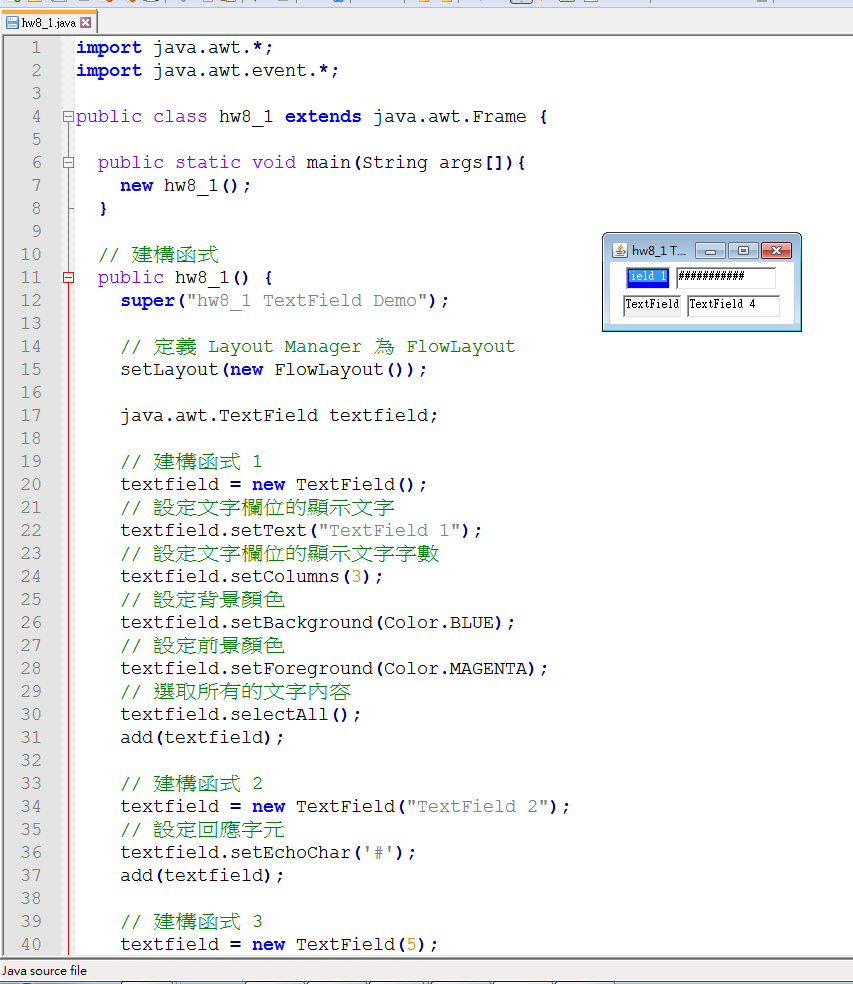 hw8_1.java
1 import java.awt.*;
2 import java.awt.event.*;
3
4 public class hw8_1 extends java.awt.Frame {
5
6 public static void main(String args[]){
7 new hw8_1();
8 }
9
10 // 建構函式
11 public hw8_1() {
12 super("hw8_1 TextField Demo");
13
14 // 定義 Layout Manager 為 FlowLayout
15 setLayout(new FlowLayout());
16
17 java.awt.TextField textfield;
18
19 // 建構函式 1
20 textfield = new TextField();
21 // 設定文字欄位的顯示文字
22 textfield.setText("TextField 1");
23 // 設定文字欄位的顯示文字字數
24 textfield.setColumns(3);
25 // 設定背景顏色
26 textfield.setBackground(Color.BLUE);
27 // 設定前景顏色
28 textfield.setForeground(Color.MAGENTA);
29 // 選取所有的文字內容
30 textfield.selectAll();
31 add(textfield);
32
33 // 建構函式 2
34 textfield = new TextField("TextField 2");
35 // 設定回應字元
36 textfield.setEchoChar('#');
37 add(textfield);
38
39 // 建構函式 3
40 textfield = new TextField(5);
hw8_1 T...
ield 1 ###########
TextField TextField 4
Java source file